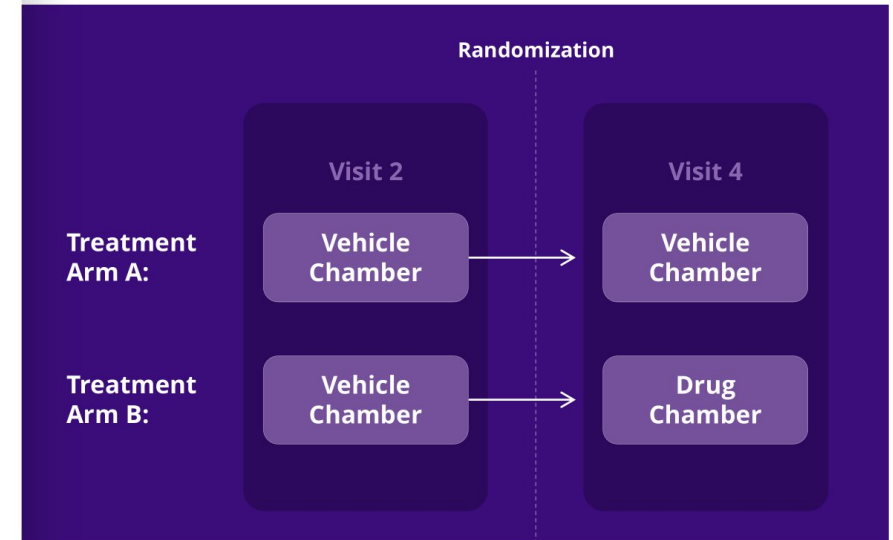 Randomization
Visit 2
Visit 4
Treatment
Arm A:
Vehicle
Chamber
Vehicle
Chamber
Treatment
Arm B:
Vehicle
Chamber
Drug
Chamber